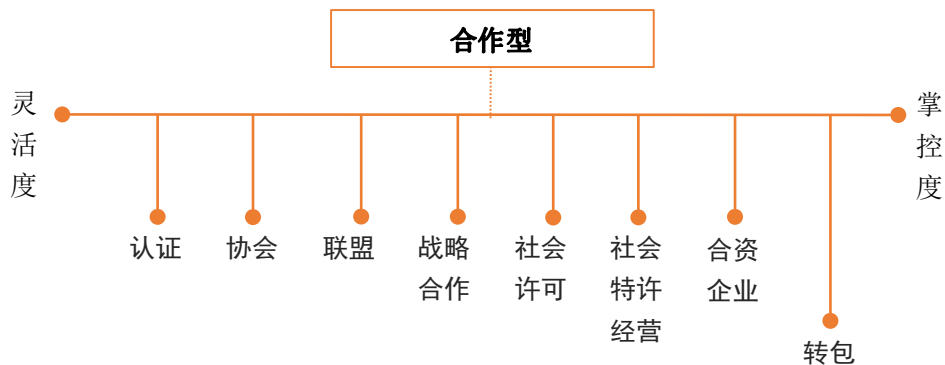 合作型
灵活度
掌控度
认证
协会
联盟
战略
合作
社会
许可
社会
特许
经营
合资
企业
转包